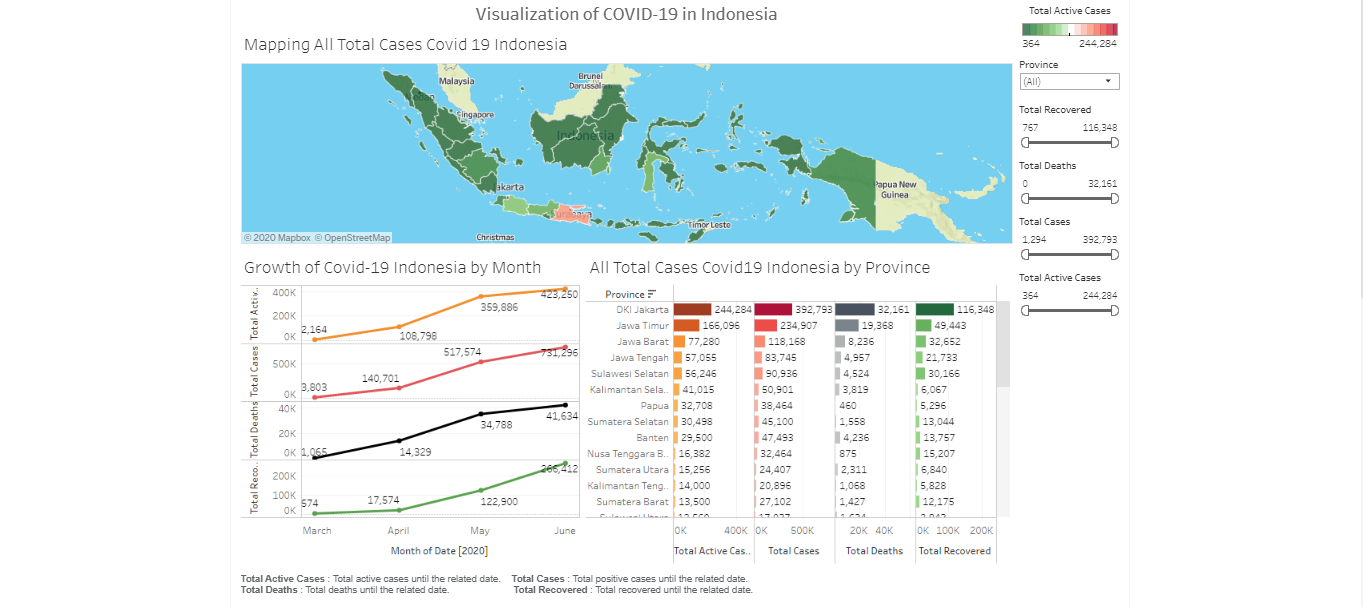 Visualization of COVID-19 in Indonesia
Mapping All Total Cases Covid 19 Indonesia
Malaysia
Brunei
Darussalam
Singapore
Indonesia
Jakarta
Surabaya
Papua New
Guinea
Timor Leste
Christmas
© 2020 Mapbox © OpenStreetMap
Total Active Cases
364 244,284
Province
(All)
Total Recovered
767 116,348
Total Deaths
0 32,161
Total Cases
1,294 392,793
Total Active Cases
364 244,284
Growth of Covid-19 Indonesia by Month
Total Activ..
400K
200K
0K
2,164
108,798
359,886
423,250
Total Cases
500K
0K
3,803
140,701
517,574
731,296
Total Deaths
40K
20K
0K
1,065
14,329
34,788
41,634
Total Reco..
200K
100K
0K
574
17,574
122,900
266,412
March April May June
Month of Date [2020]
All Total Cases Covid19 Indonesia by Province
Province
DKI Jakarta 244,284 392,793 32,161 116,348
Jawa Timur 166,096 234,907 19,368 49,443
Jawa Barat 77,280 118,168 8,236 32,652
Jawa Tengah 57,055 83,745 4,957 21,733
Sulawesi Selatan 56,246 90,936 4,524 30,166
Kalimantan Sela.. 41,015 50,901 3,819 6,067
Papua 32,708 38,464 460 5,296
Sumatera Selatan 30,498 45,100 1,558 13,044
Banten 29,500 47,493 4,236 13,757
Nusa Tenggara B.. 16,382 32,464 875 15,207
Sumatera Utara 15,256 24,407 2,311 6,840
Kalimantan Teng.. 14,000 20,896 1,068 5,828
Sumatera Barat 13,500 27,102 1,427 12,175
0K 400K 0K 500K 20K 40K 0K 100K 200K
Total Active Cas.. Total Cases Total Deaths Total Recovered
Total Active Cases : Total active cases until the related date. Total Cases : Total positive cases until the related date.
Total Deaths : Total deaths until the related date. Total Recovered : Total recovered until the related date.